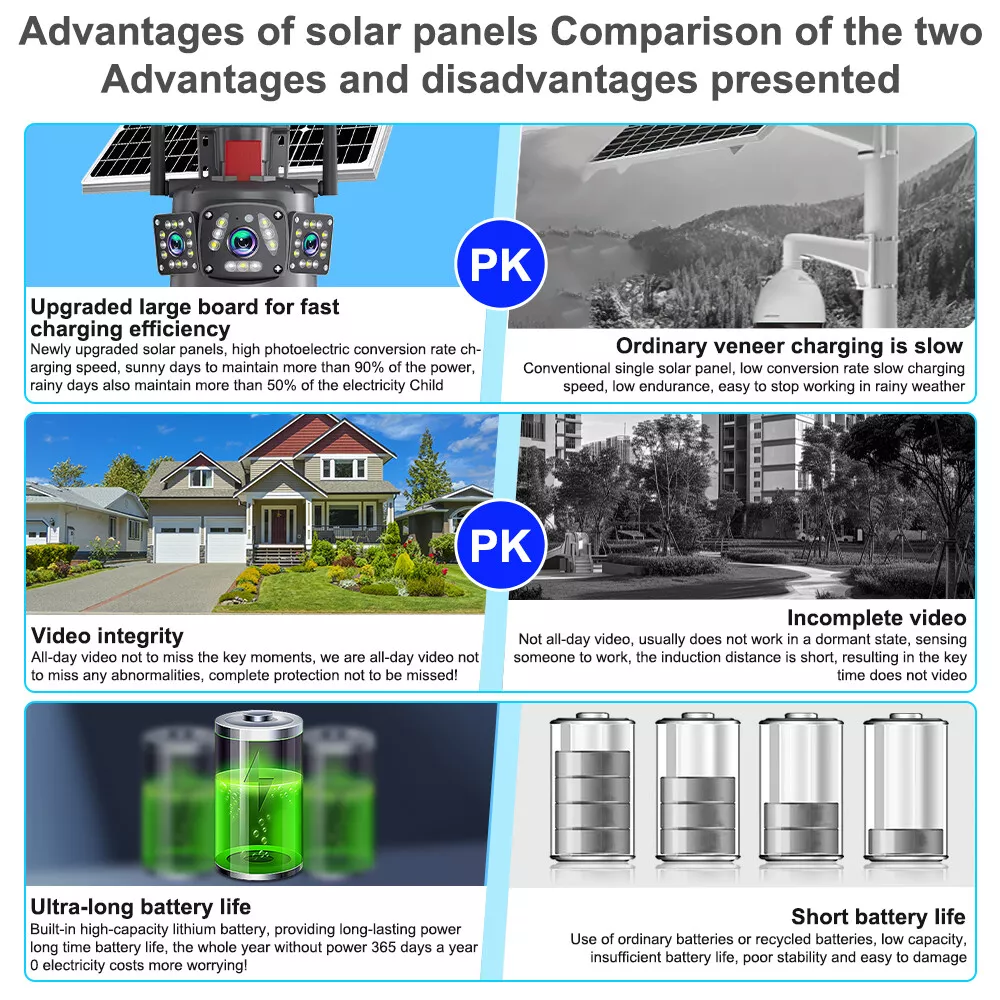 Advantages of solar panels Comparison of the two
Advantages and disadvantages presented
PK
Upgraded large board for fast
charging efficiency
Newly upgraded solar panels, high photoelectric conversion rate ch-
arging speed, sunny days to maintain more than 90% of the power,
rainy days also maintain more than 50% of the electricity Child
Ordinary veneer charging is slow
Conventional single solar panel, low conversion rate slow charging
speed, low endurance, easy to stop working in rainy weather
PK
Video integrity
All-day video not to miss the key moments, we are all-day video not
to miss any abnormalities, complete protection not to be missed!
Incomplete video
Not all-day video, usually does not work in a dormant state, sensing
someone to work, the induction distance is short, resulting in the key
time does not video
Ultra-long battery life
Built-in high-capacity lithium battery, providing long-lasting power
long time battery life, the whole year without power 365 days a year
0 electricity costs more worrying!
Short battery life
Use of ordinary batteries or recycled batteries, low capacity,
insufficient battery life, poor stability and easy to damage